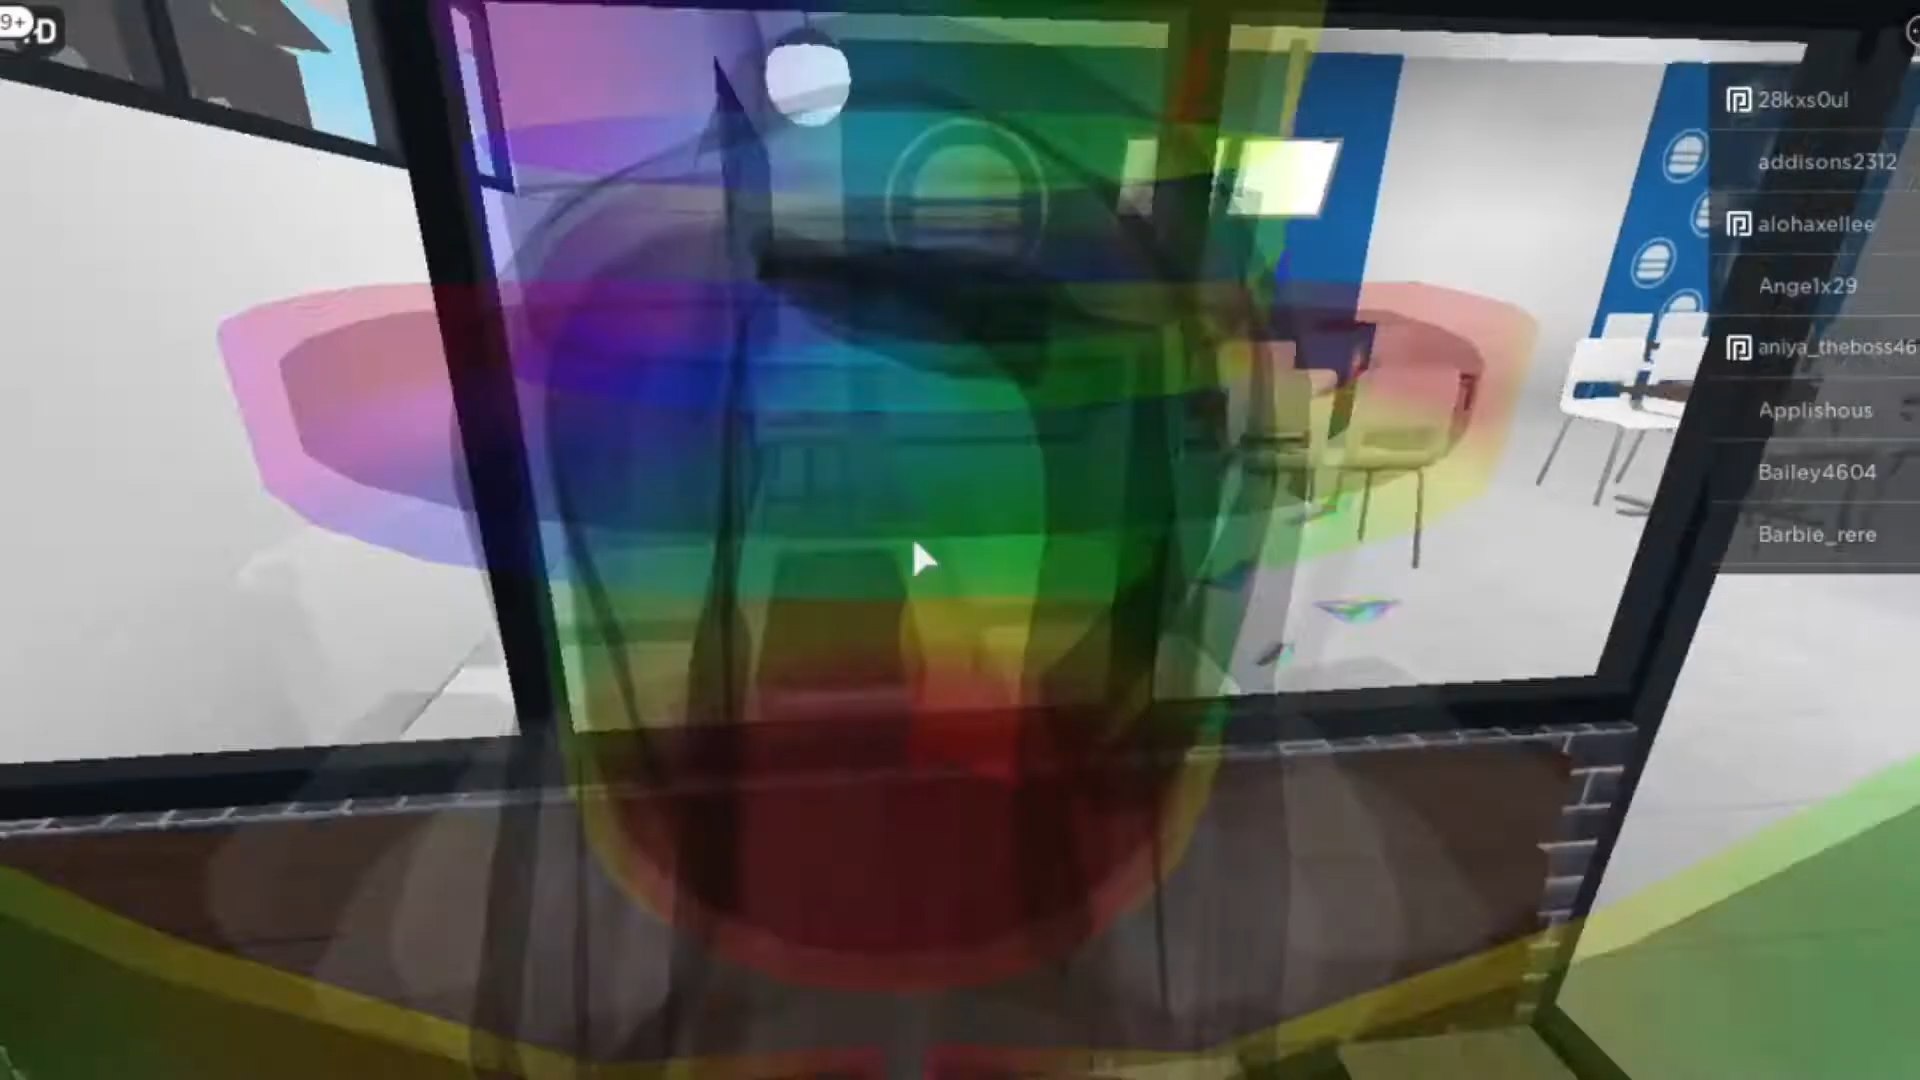 9+
D
28kxs0ul
addisons2312
alohaxellee
Ange1x29
aniya_theboss46
Applishous
Bailey4604
Barbie_rere